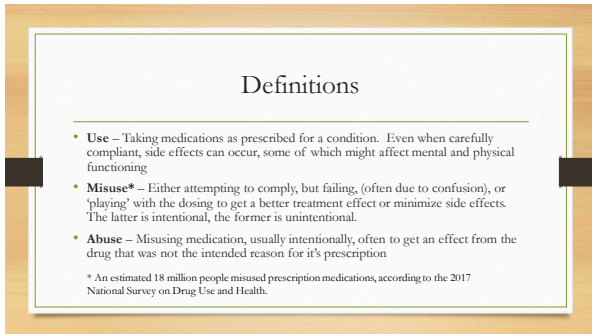 Definitions
• Use – Taking medications as prescribed for a condition. Even when carefully
compliant, side effects can occur, some of which might affect mental and physical
functioning
• Misuse* – Either attempting to comply, but failing, (often due to confusion), or
‘playing’ with the dosing to get a better treatment effect or minimize side effects.
The latter is intentional, the former is unintentional.
• Abuse – Misusing medication, usually intentionally, often to get an effect from the
drug that was not the intended reason for it’s prescription
* An estimated 18 million people misused prescription medications, according to the 2017
National Survey on Drug Use and Health.